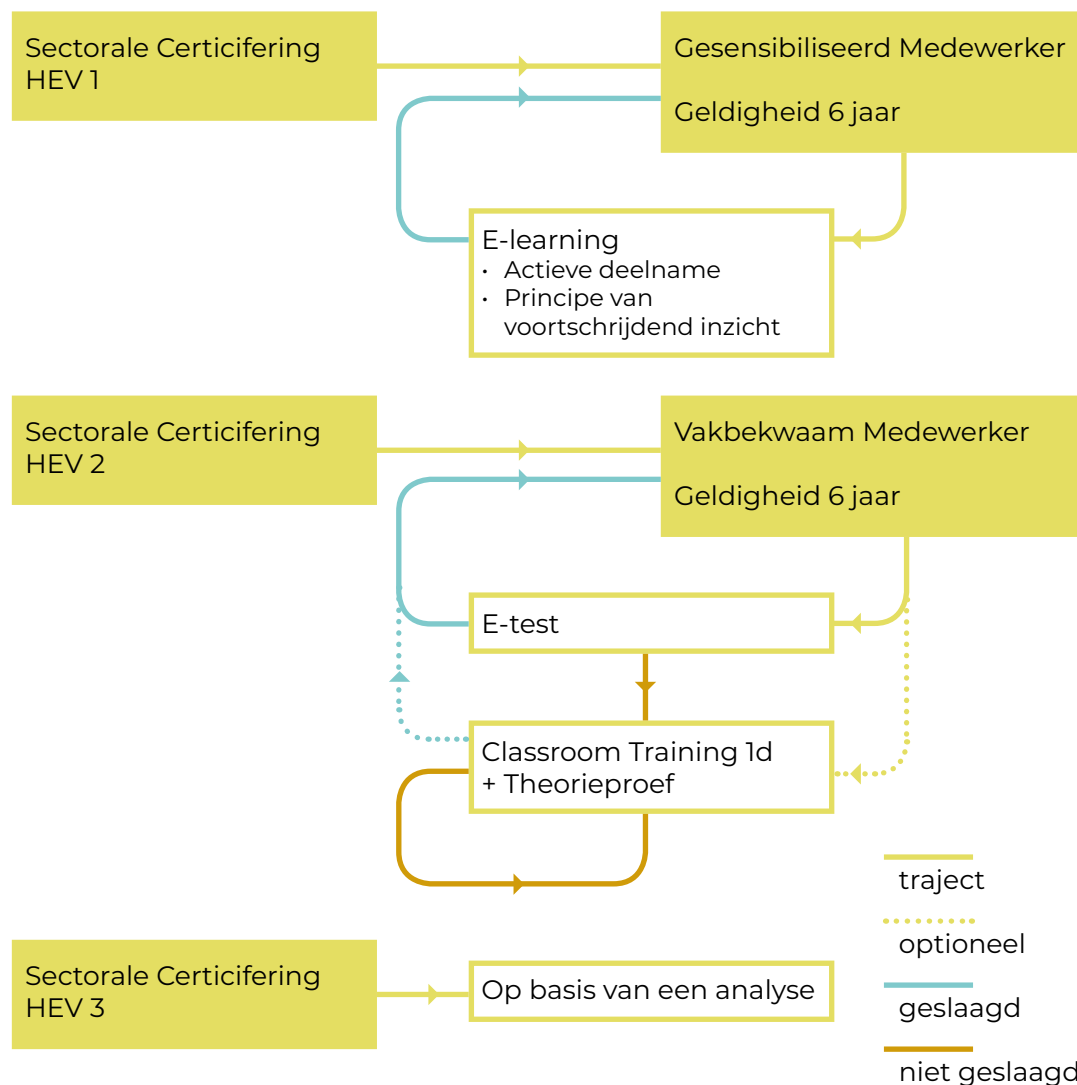 Sectorale Certicifering
HEV 1
Gesensibiliseerd Medewerker
Geldigheid 6 jaar
E-learning
· Actieve deelname
· Principe van
voortschrijdend inzicht
Sectorale Certicifering
HEV 2
Vakbekwaam Medewerker
Geldigheid 6 jaar
E-test
Classroom Training 1d
+ Theorieproef
traject
optioneel
geslaagd
niet geslaagd
Sectorale Certicifering
HEV 3
Op basis van een analyse